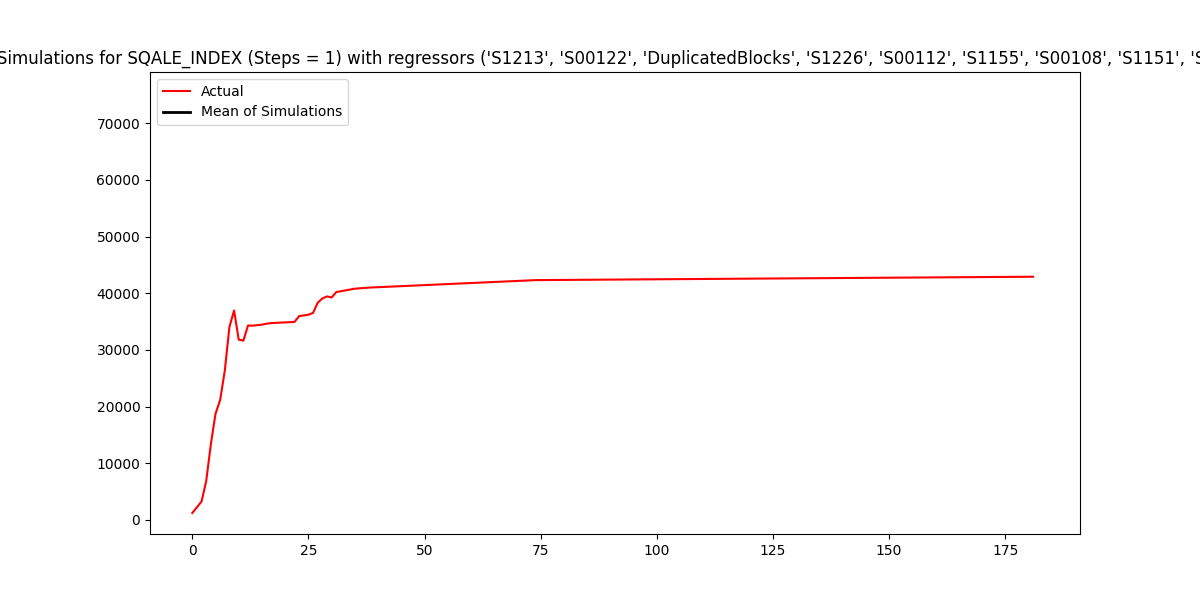 Simulations for SQALE_INDEX (Steps = 1) with regressors ('S1213', 'S00122', 'DuplicatedBlocks', 'S1226', 'S00112', 'S1155', 'S00108', 'S1151', 'S
Actual
Mean of Simulations
70000
60000
50000
40000
30000
20000
10000
0
0 25 50 75 100 125 150 175